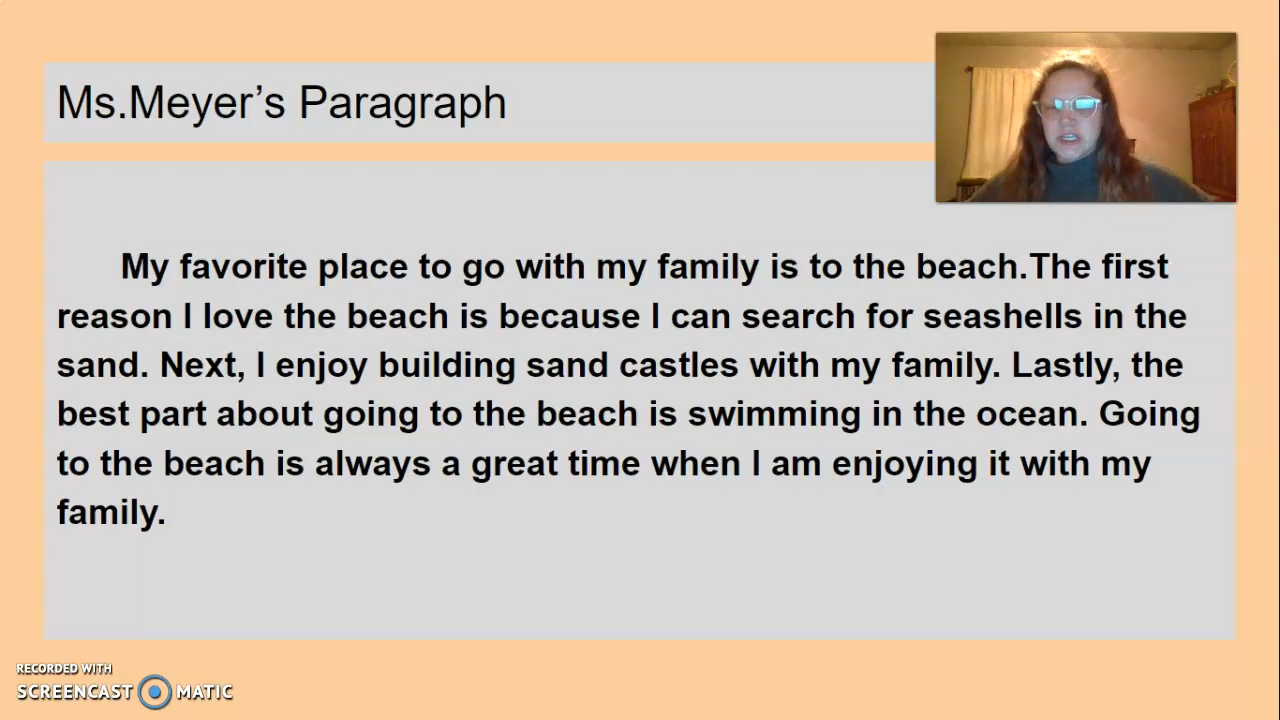 Ms.Meyer's Paragraph
My favorite place to go with my family is to the beach.The first
reason I love the beach is because I can search for seashells in the
sand. Next, I enjoy building sand castles with my family. Lastly, the
best part about going to the beach is swimming in the ocean. Going
to the beach is always a great time when I am enjoying it with my
family.
RECORDED WITH
SCREENCAST MATIC